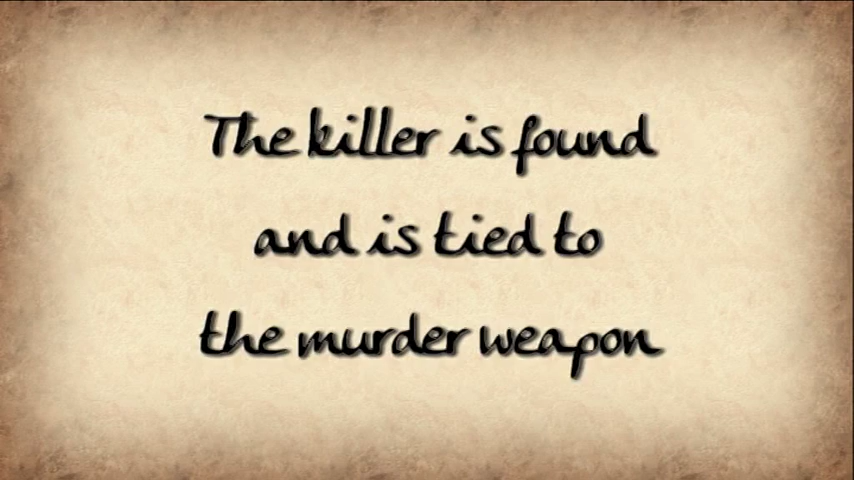 The killer is found
and is tied to
the murder weapon